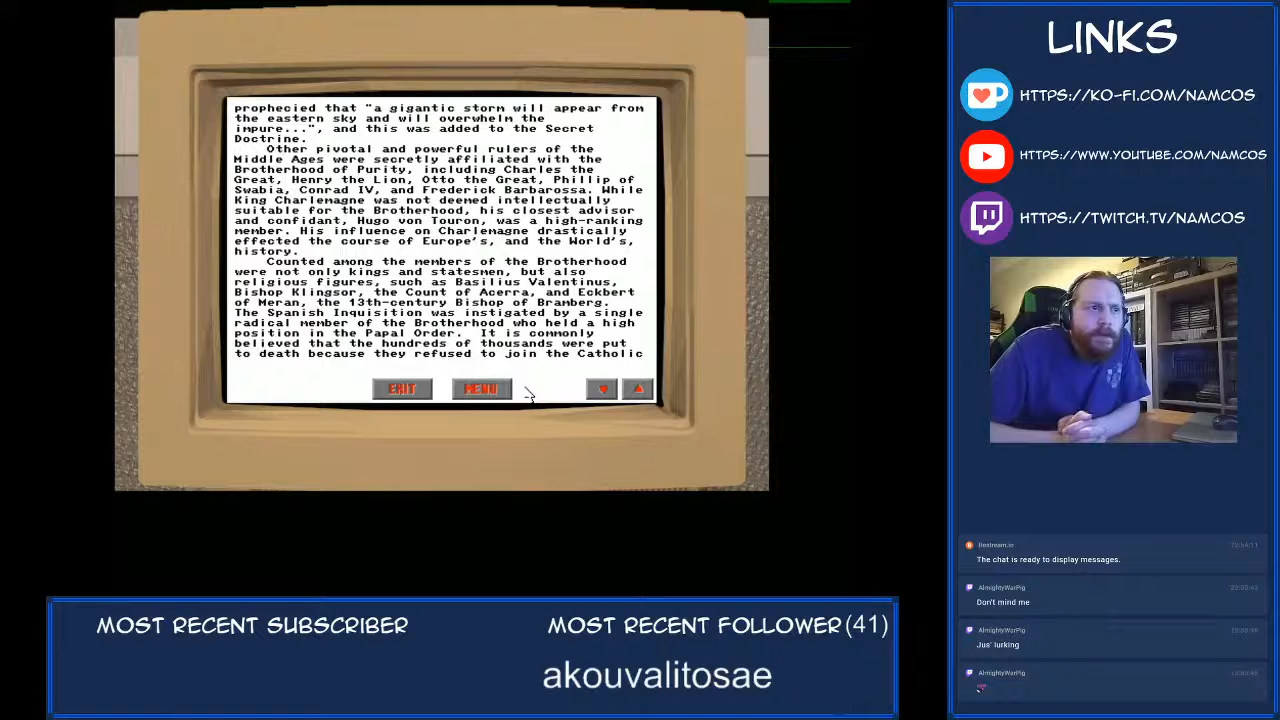 prophecied that "a gigantic storm will appear from
the eastern sky and will overwhelm the
impure...", and this was added to the Secret
Doctrine.
Other pivotal and powerful rulers of the
Middle Ages were secretly affiliated with the
Brotherhood of Purity, including Charles the
Great, Henry the Lion, Otto the Great, Phillip of
Swabia, Conrad IV, and Frederick Barbarossa. While
King Charlemagne was not deemed intellectually
suitable for the Brotherhood, his closest advisor
and confidant, Hugo von Touron, was a high-ranking
member. His influence on Charlemagne drastically
effected the course of Europe's, and the World's,
history.
Counted among the members of the Brotherhood
were not only kings and statesmen, but also
religious figures, such as Basilius Valentinus,
Bishop Klingsor, the Count of Acerra, and Eckbert
of Meran, the 13th-century Bishop of Bramberg.
The Spanish Inquisition was instigated by a single
radical member of the Brotherhood who held a high
position in the Papal Order. It is commonly
believed that the hundreds of thousands were put
to death because they refused to join the Catholic
EXIT
MENU
LINKS
HTTPS://KO-FI.COM/NAMCOS
HTTPS://WWW.YOUTUBE.COM/NAMCOS
HTTPS://TWITCH.TV/NAMCOS
Restream.io
The chat is ready to display messages.
AlmightyWarPig
Don't mind me
AlmightyWarPig
Jus' lurking
AlmightyWarPig
MOST RECENT SUBSCRIBER
MOST RECENT FOLLOWER (41)
akouvalitosae